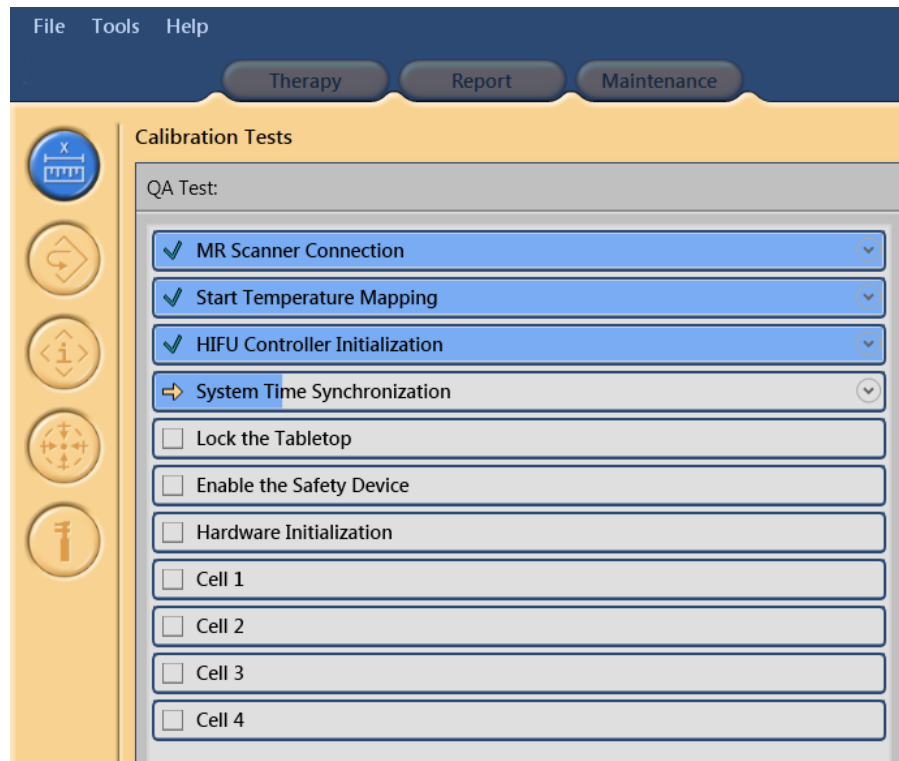 File Tools Help
Therapy Report Maintenance
Calibration Tests
QA Test:
MR Scanner Connection
Start Temperature Mapping
HIFU Controller Initialization
System Time Synchronization
Lock the Tabletop
Enable the Safety Device
Hardware Initialization
Cell 1
Cell 2
Cell 3
Cell 4